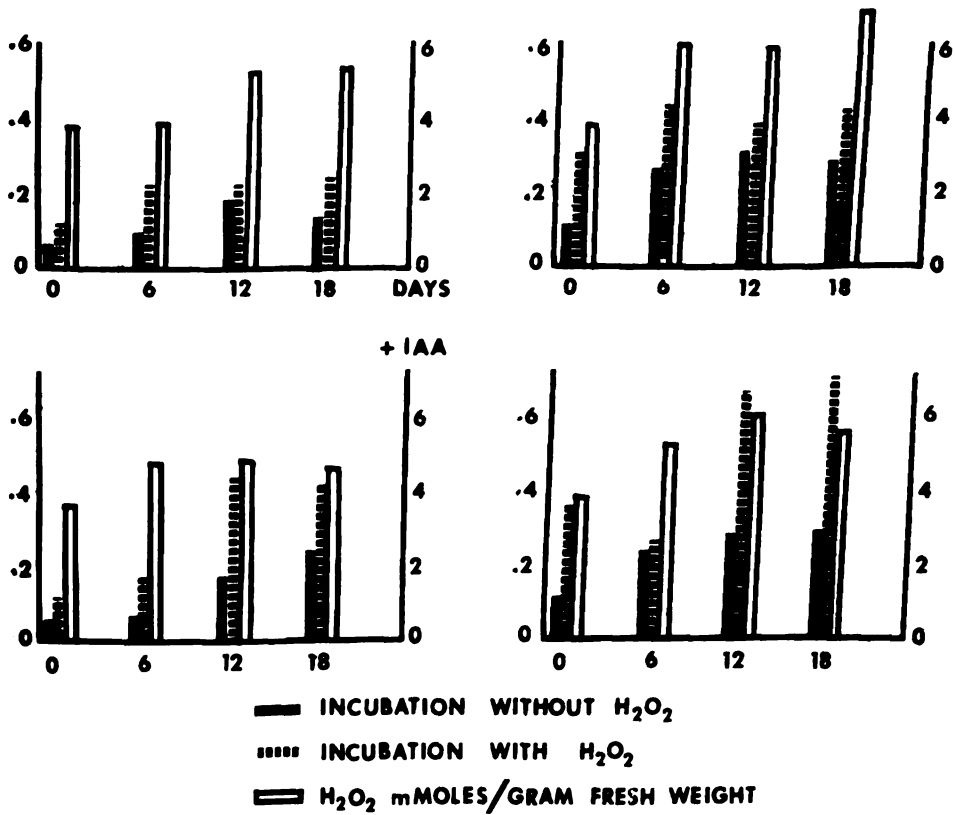 .6 6 .6 6
.4 4 .4 4
.2 2 .2 2
0 0 0 0
0 6 12 18 DAYS 0 6 12 18
+ IAA
.6 6 .6 6
.4 4 .4 4
.2 2 .2 2
0 0 0 0
0 6 12 18 0 6 12 18
INCUBATION WITHOUT H₂O₂
INCUBATION WITH H₂O₂
H₂O₂ mMOLES/GRAM FRESH WEIGHT